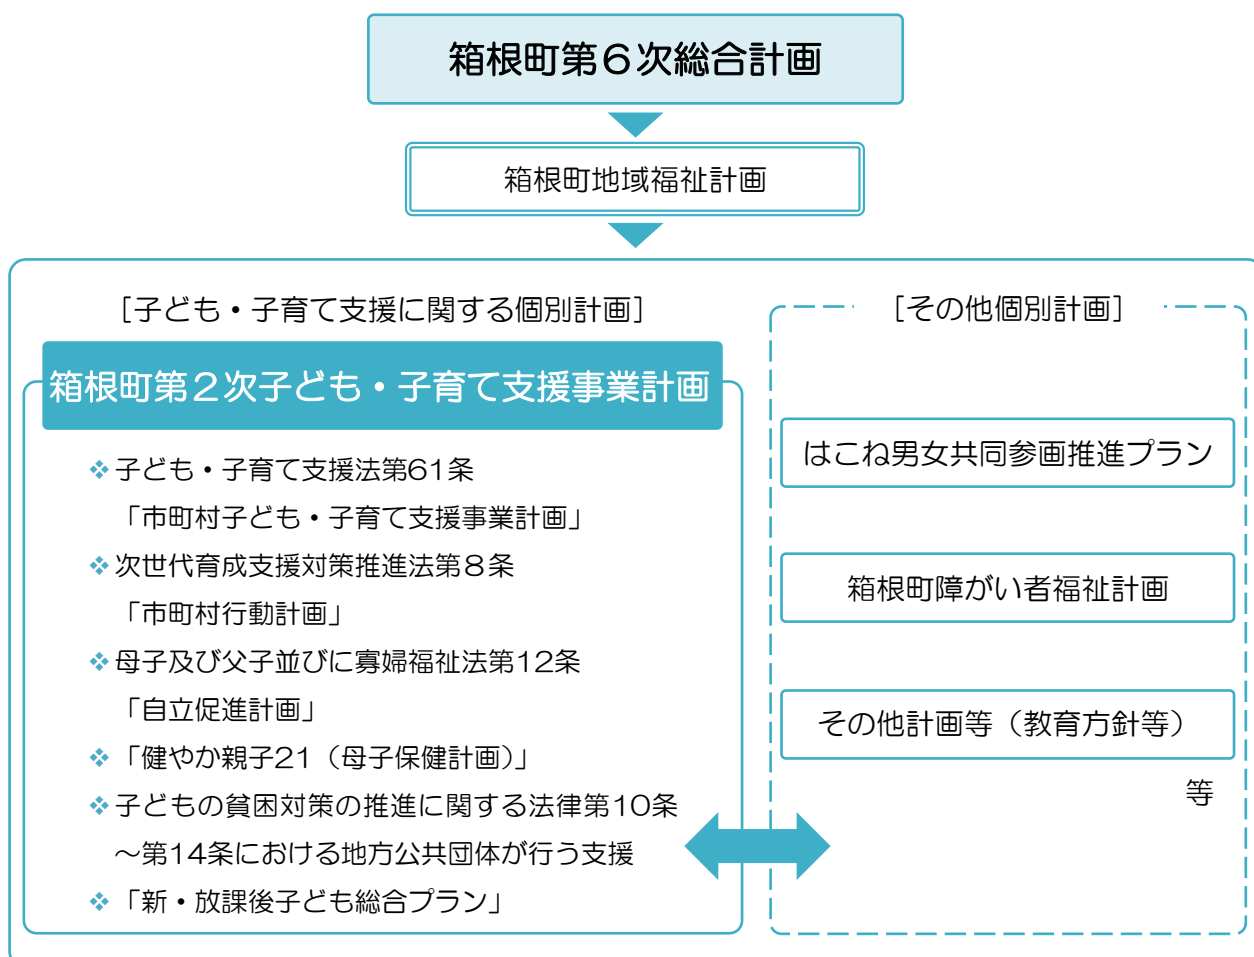 箱根町第６次総合計画
箱根町地域福祉計画
［子ども・子育て支援に関する個別計画］
箱根町第２次子ども・子育て支援事業計画
❖子ども・子育て支援法第61条
「市町村子ども・子育て支援事業計画」
❖次世代育成支援対策推進法第８条
「市町村行動計画」
❖母子及び父子並びに寡婦福祉法第12条
「自立促進計画」
❖「健やか親子21（母子保健計画）」
❖子どもの貧困対策の推進に関する法律第10条
～第14条における地方公共団体が行う支援
❖「新・放課後子ども総合プラン」
［その他個別計画］
はこね男女共同参画推進プラン
箱根町障がい者福祉計画
その他計画等（教育方針等）
等